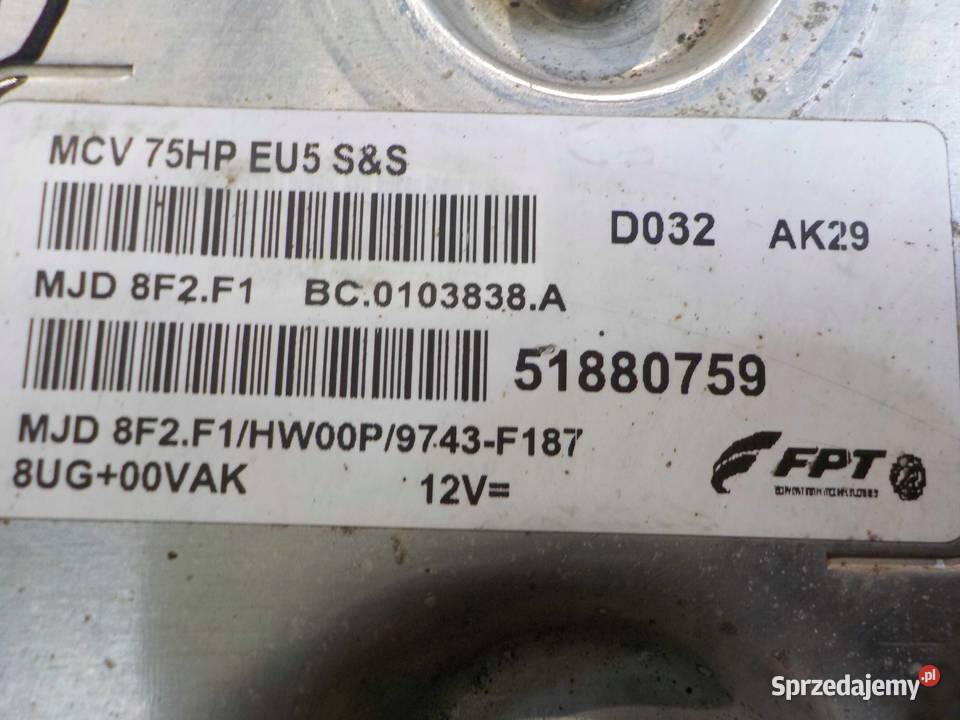 MCV 75HP EU5 S&S
D032 AK29
MJD 8F2.F1 BC.0103838.A
51880759
MJD 8F2.F1/HW00P/9743-F187
8UG+00VAK 12V=
FPT
Sprzedajemy.pl